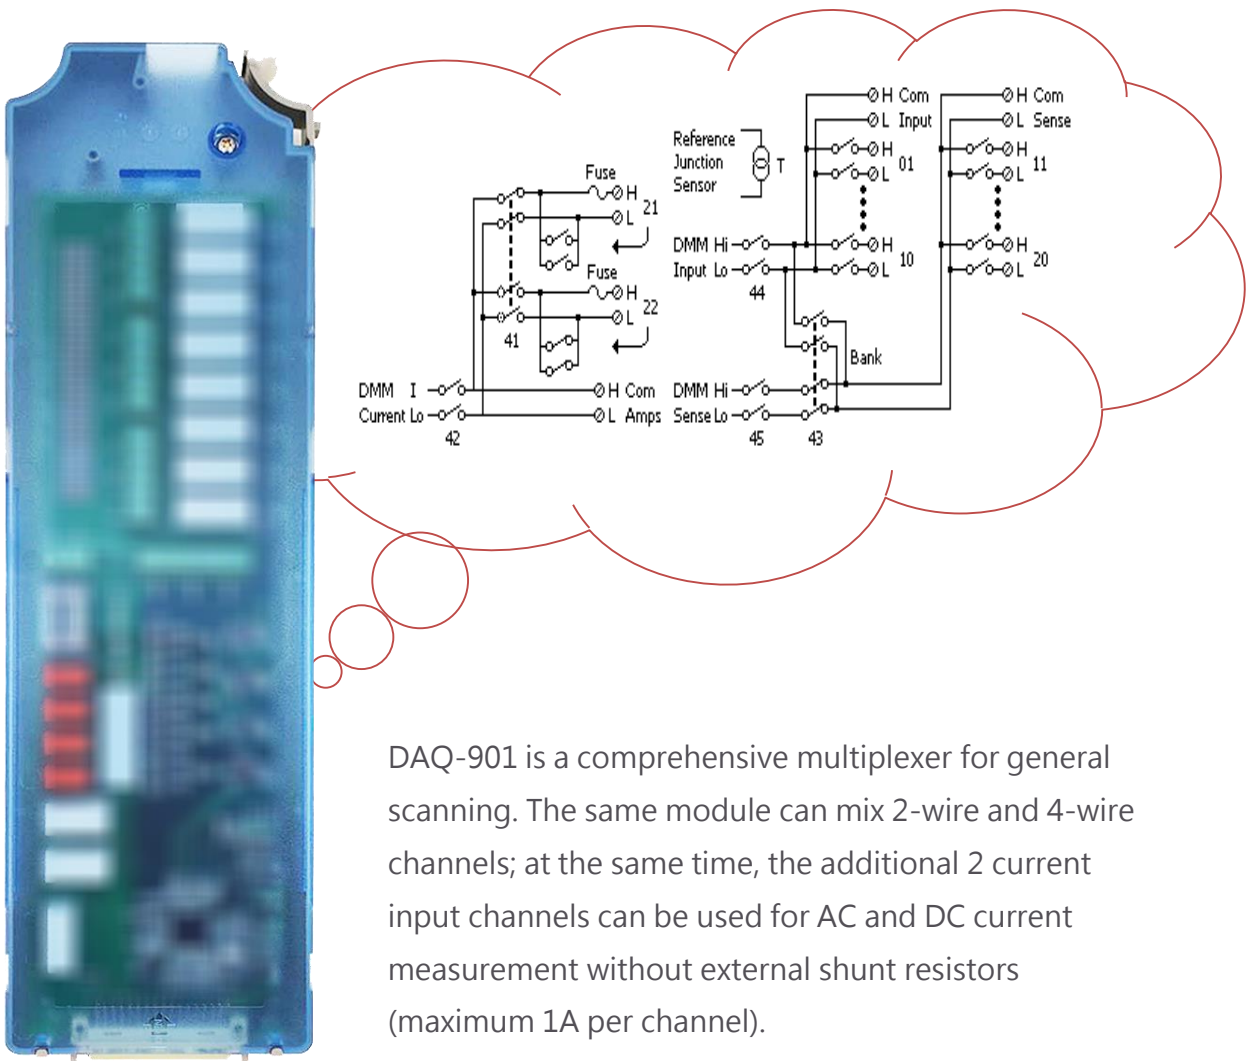 H Com
L Input
H
01
L
H
10
L
H Com
L Sense
H
11
L
H
20
L
Reference
Junction
Sensor
T
Fuse
H
21
L
Fuse
H
22
L
41
DMM Hi
Input Lo
44
Bank
DMM I
Current Lo
42
H Com
L Amps
DMM Hi
Sense Lo
45
43
DAQ-901 is a comprehensive multiplexer for general
scanning. The same module can mix 2-wire and 4-wire
channels; at the same time, the additional 2 current
input channels can be used for AC and DC current
measurement without external shunt resistors
(maximum 1A per channel).